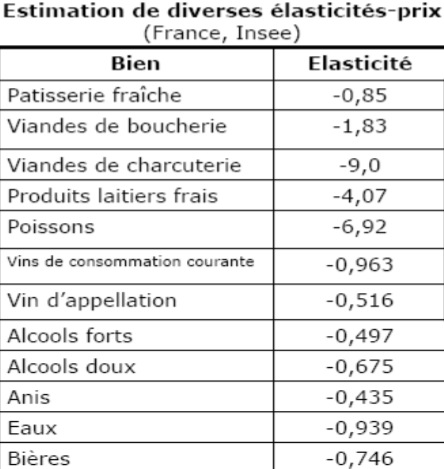 Estimation de diverses élasticités-prix
(France, Insee)
Bien Elasticité
Patisserie fraîche -0,85
Viandes de boucherie -1,83
Viandes de charcuterie -9,0
Produits laitiers frais -4,07
Poissons -6,92
Vins de consommation courante -0,963
Vin d’appellation -0,516
Alcools forts -0,497
Alcools doux -0,675
Anis -0,435
Eaux -0,939
Bières -0,746